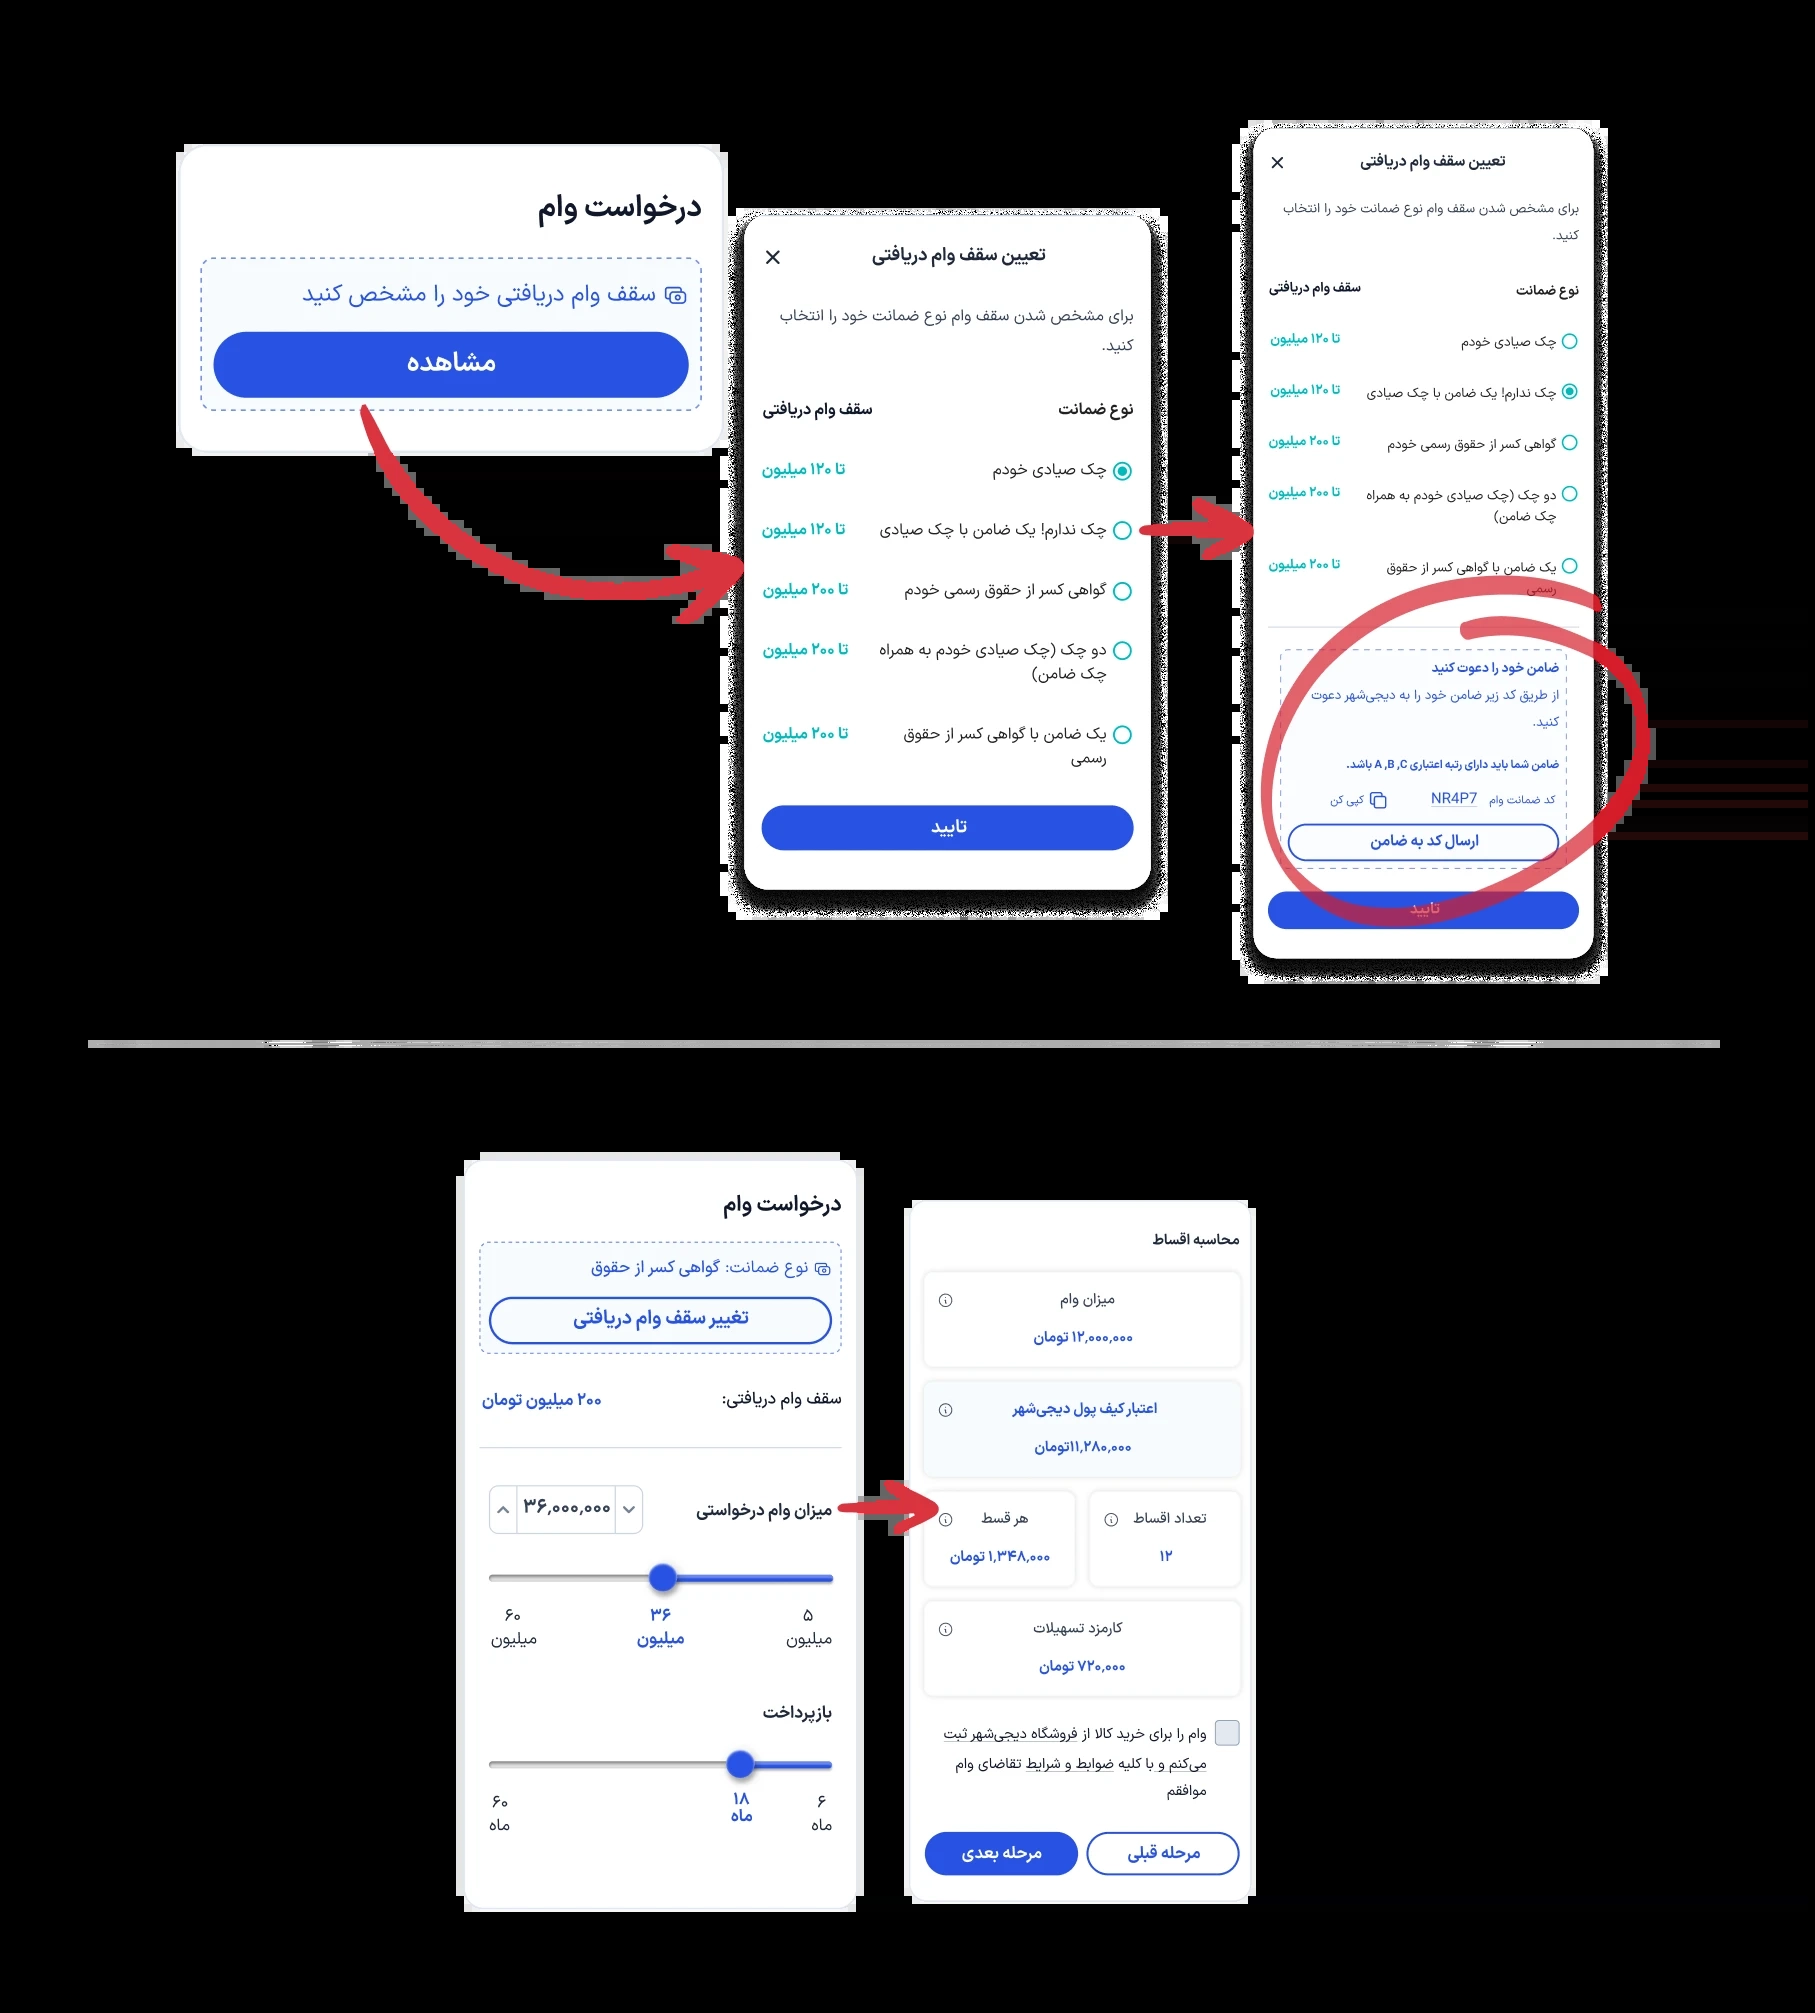 درخواست وام
سقف وام دریافتی خود را مشخص کنید
مشاهده
تعیین سقف وام دریافتی
برای مشخص شدن سقف وام نوع ضمانت خود را انتخاب
کنید.
نوع ضمانت سقف وام دریافتی
چک صیادی خودم تا ۱۲۰ میلیون
چک ندارم! یک ضامن با چک صیادی تا ۱۲۰ میلیون
گواهی کسر از حقوق رسمی خودم تا ۲۰۰ میلیون
دو چک (چک صیادی خودم به همراه تا ۲۰۰ میلیون
چک ضامن)
یک ضامن با گواهی کسر از حقوق تا ۲۰۰ میلیون
رسمی
تایید
تعیین سقف وام دریافتی
برای مشخص شدن سقف وام نوع ضمانت خود را انتخاب
کنید.
نوع ضمانت سقف وام دریافتی
چک صیادی خودم تا ۱۲۰ میلیون
چک ندارم! یک ضامن با چک صیادی تا ۱۲۰ میلیون
گواهی کسر از حقوق رسمی خودم تا ۲۰۰ میلیون
دو چک (چک صیادی خودم به همراه تا ۲۰۰ میلیون
چک ضامن)
یک ضامن با گواهی کسر از حقوق تا ۲۰۰ میلیون
رسمی
ضامن خود را دعوت کنید
از طریق کد زیر ضامن خود را به دیجی‌شهر دعوت
کنید.
ضامن شما باید دارای رتبه اعتباری A ,B ,C باشد.
کد ضمانت وام NR4P7 کپی کن
ارسال کد به ضامن
تایید
درخواست وام
نوع ضمانت: گواهی کسر از حقوق
تغییر سقف وام دریافتی
سقف وام دریافتی: ۲۰۰ میلیون تومان
میزان وام درخواستی ۳۶,۰۰۰,۰۰۰
۵ ۳۶ ۶۰
میلیون میلیون میلیون
بازپرداخت
۶ ۱۸ ۶۰
ماه ماه ماه
محاسبه اقساط
میزان وام
۱۲,۰۰۰,۰۰۰ تومان
اعتبار کیف پول دیجی‌شهر
۱۱,۲۸۰,۰۰۰تومان
تعداد اقساط هر قسط
۱۲ ۱,۳۴۸,۰۰۰ تومان
کارمزد تسهیلات
۷۲۰,۰۰۰ تومان
وام را برای خرید کالا از فروشگاه دیجی‌شهر ثبت
می‌کنم و با کلیه ضوابط و شرایط تقاضای وام
موافقم
مرحله قبلی مرحله بعدی